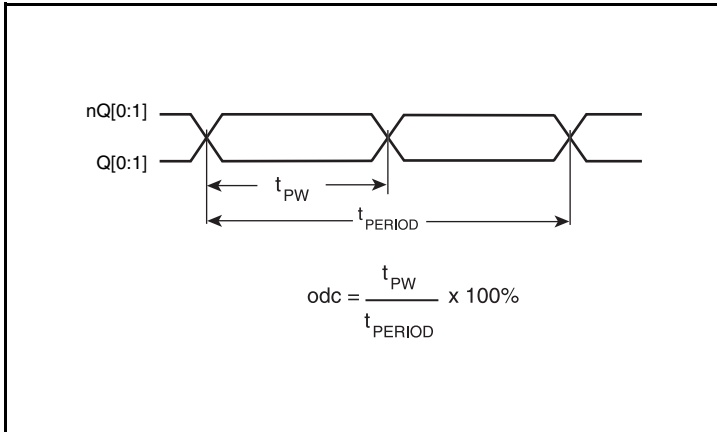 nQ[0:1]
Q[0:1]
tPW
tPERIOD
odc = tPW / tPERIOD x 100%